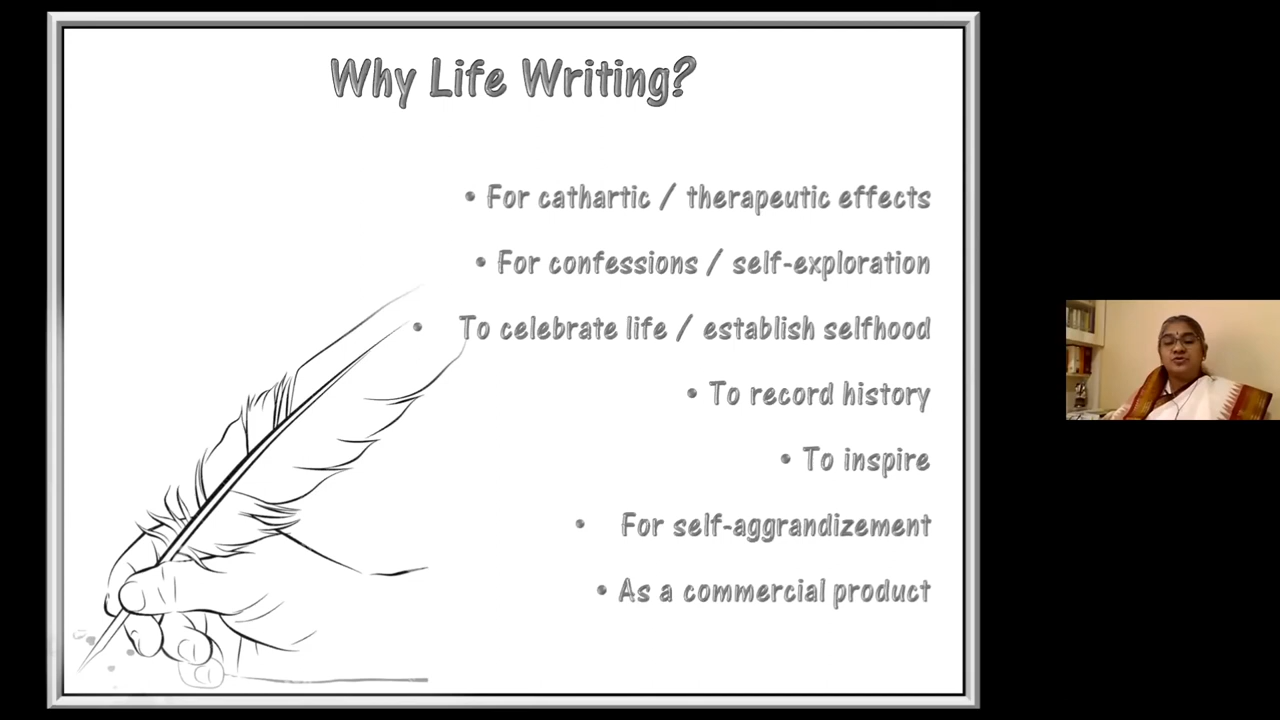 Why Life Writing?
• For cathartic / therapeutic effects
• For confessions / self-exploration
• To celebrate life / establish selfhood
• To record history
• To inspire
• For self-aggrandizement
• As a commercial product